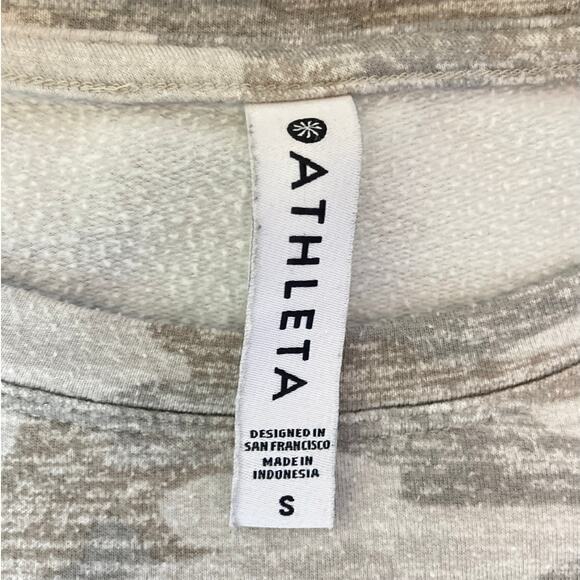 ATHLETA
DESIGNED IN
SAN FRANCISCO
MADE IN
INDONESIA
S